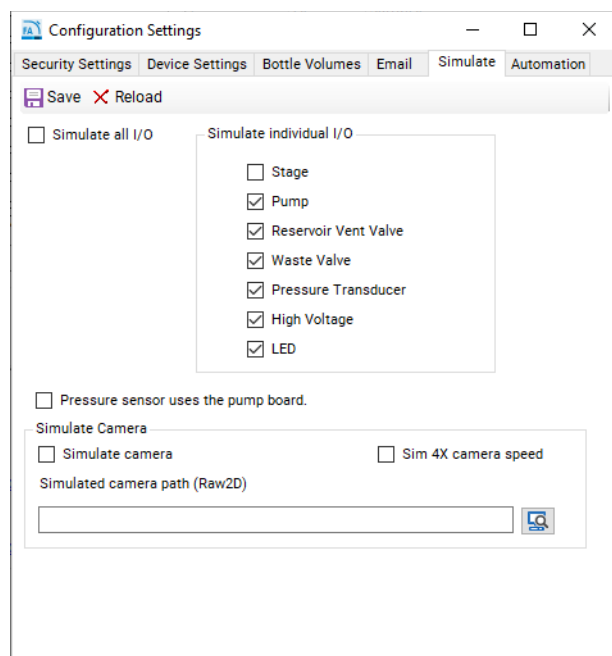 FA Configuration Settings
Security Settings Device Settings Bottle Volumes Email Simulate Automation
Save Reload
Simulate all I/O
Simulate individual I/O
Stage
Pump
Reservoir Vent Valve
Waste Valve
Pressure Transducer
High Voltage
LED
Pressure sensor uses the pump board.
Simulate Camera
Simulate camera Sim 4X camera speed
Simulated camera path (Raw2D)